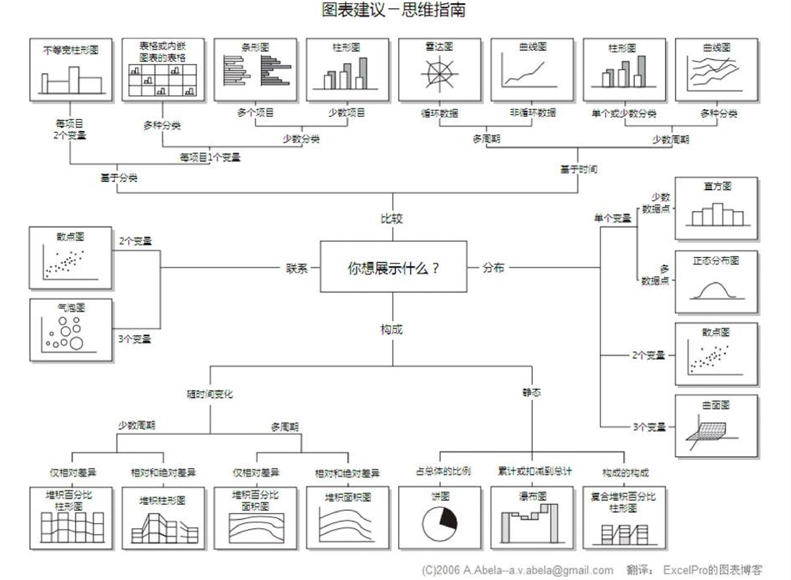 图表建议－思维指南
不等宽柱形图
表格或内嵌
图表的表格
条形图
柱形图
雷达图
曲线图
柱形图
曲线图
每项目
2个变量
多种分类
多个项目
少数项目
循环数据
非循环数据
单个或少数分类
多种分类
少数分类
多周期
少数周期
每项目1个变量
基于分类
基于时间
比较
散点图
2个变量
气泡图
3个变量
联系
你想展示什么？
分布
单个变量
少数
数据点
直方图
多
数据点
正态分布图
2个变量
散点图
3个变量
曲面图
构成
随时间变化
静态
少数周期
多周期
仅相对差异
相对和绝对差异
仅相对差异
相对和绝对差异
占总体的比例
累计或扣减到总计
构成的构成
堆积百分比
柱形图
堆积柱形图
堆积百分比
面积图
堆积面积图
饼图
瀑布图
复合堆积百分比
柱形图
(C)2006 A.Abela--a.v.abela@gmail.com 翻译： ExcelPro的图表博客